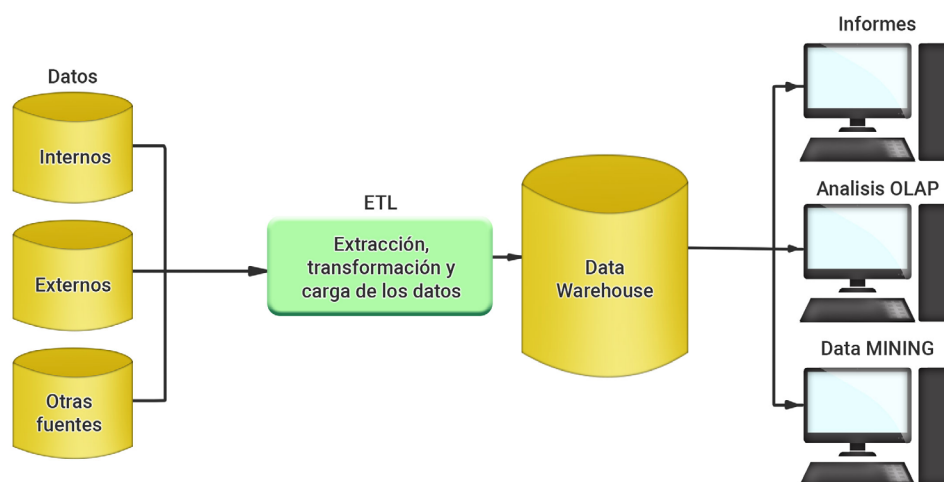 Datos
Internos
Externos
Otras
fuentes
ETL
Extracción,
transformación y
carga de los datos
Data
Warehouse
Informes
Analisis OLAP
Data MINING